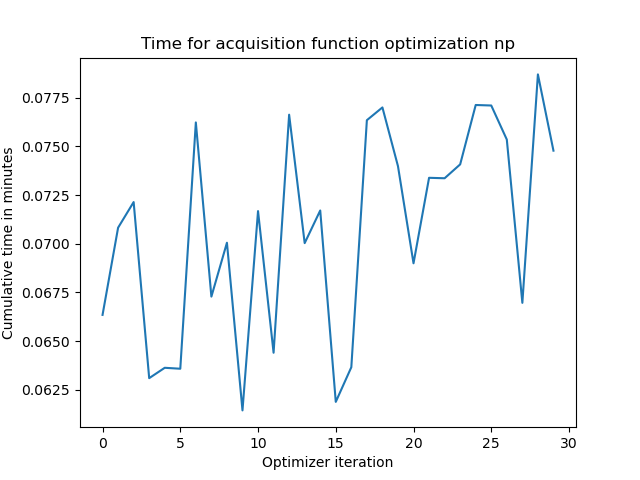 Time for acquisition function optimization np
Cumulative time in minutes
0.0775
0.0750
0.0725
0.0700
0.0675
0.0650
0.0625
0 5 10 15 20 25 30
Optimizer iteration